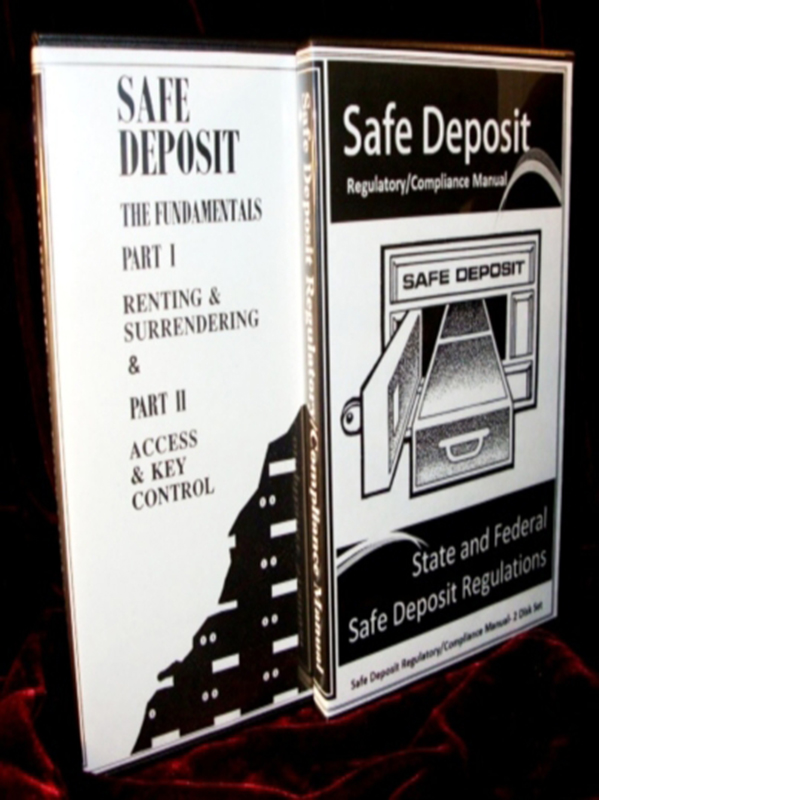 SAFE
DEPOSIT
THE FUNDAMENTALS
PART I
RENTING &
SURRENDERING
&
PART II
ACCESS
& KEY
CONTROL
Safe Deposit Regulatory/Compliance Manual
Safe Deposit
Regulatory/Compliance Manual
SAFE DEPOSIT
State and Federal
Safe Deposit Regulations
Safe Deposit Regulatory/Compliance Manual- 2 Disk Set